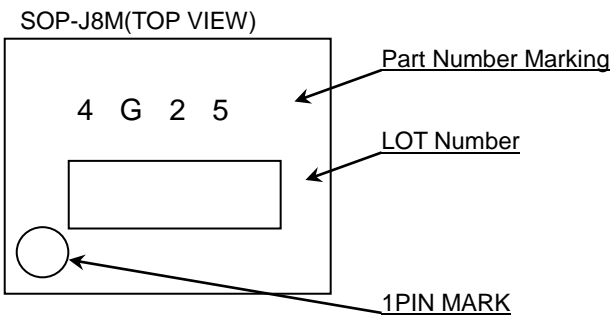 SOP-J8M(TOP VIEW)
Part Number Marking
4 G 2 5
LOT Number
1PIN MARK